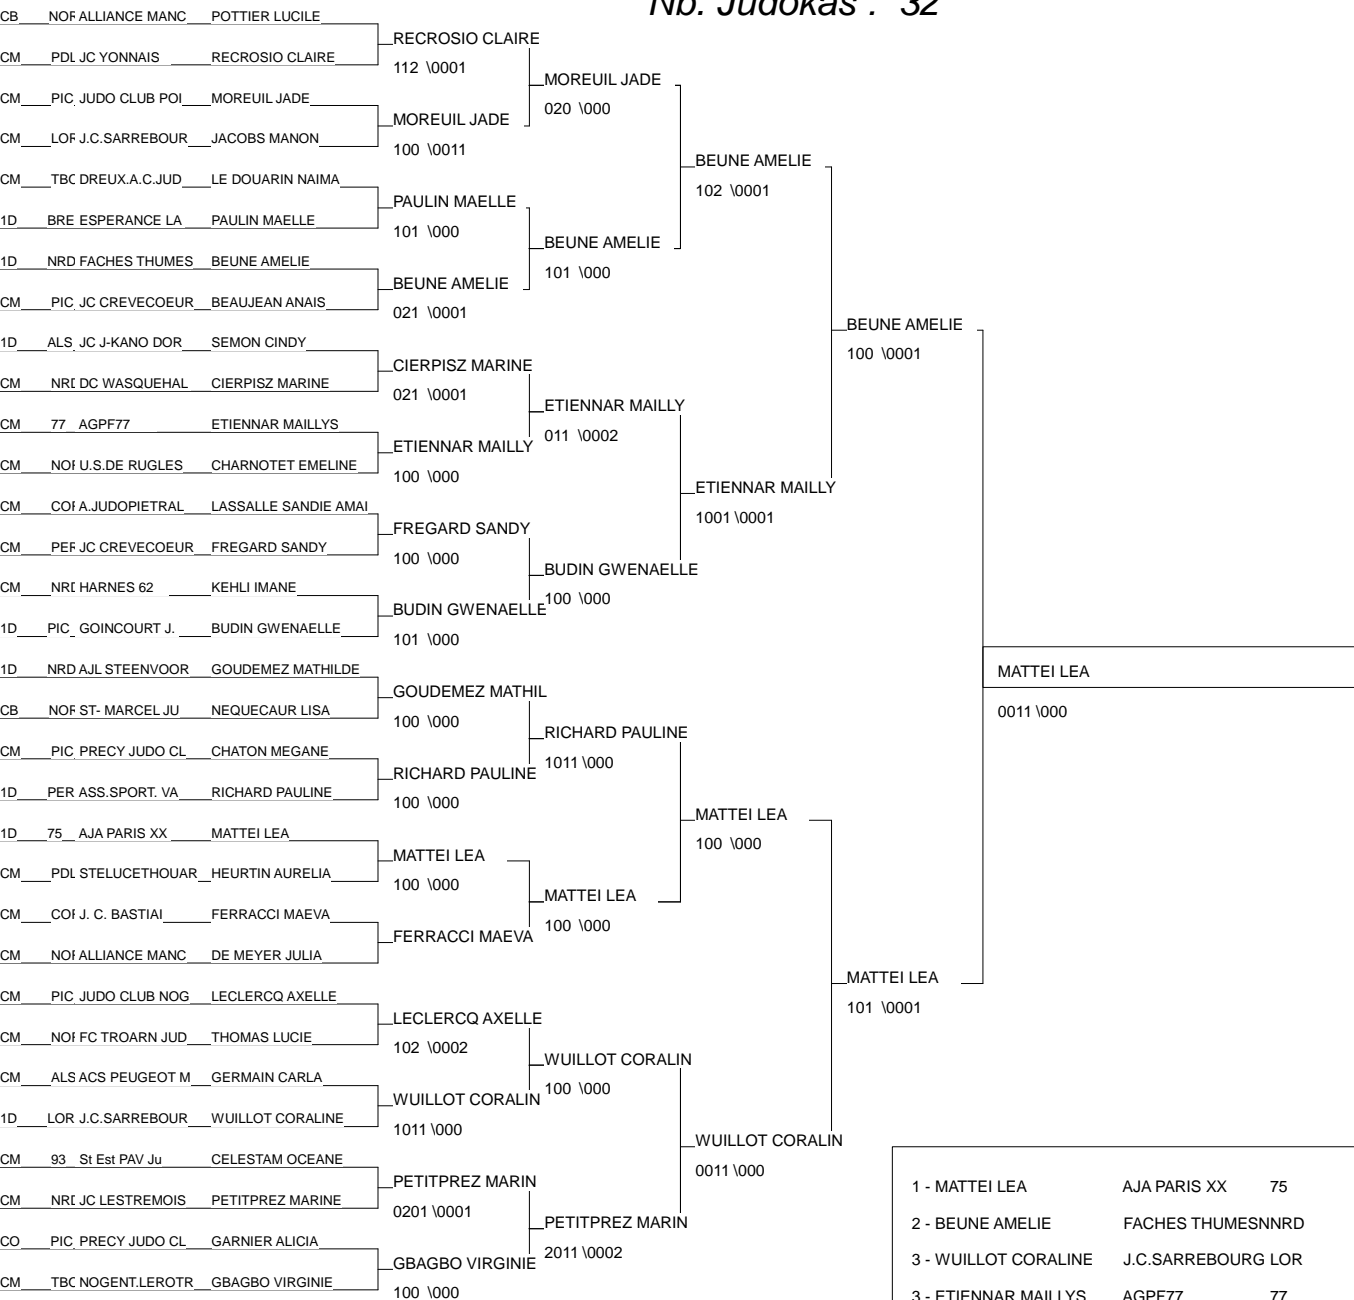 Nb. Judokas : 32
CB NOR ALLIANCE MANC POTTIER LUCILE
RECROSIO CLAIRE
CM PDL JC YONNAIS RECROSIO CLAIRE
112 \0001
MOREUIL JADE
CM PIC JUDO CLUB POI MOREUIL JADE
020 \000
MOREUIL JADE
CM LOR J.C.SARREBOUR JACOBS MANON
100 \0011
BEUNE AMELIE
CM TBC DREUX.A.C.JUD LE DOUARIN NAIMA
102 \0001
PAULIN MAELLE
1D BRE ESPERANCE LA PAULIN MAELLE
101 \000
BEUNE AMELIE
1D NRD FACHES THUMES BEUNE AMELIE
101 \000
BEUNE AMELIE
CM PIC JC CREVECOEUR BEAUJEAN ANAIS
021 \0001
BEUNE AMELIE
1D ALS JC J-KANO DOR SEMON CINDY
100 \0001
CIERPISZ MARINE
CM NRD DC WASQUEHAL CIERPISZ MARINE
021 \0001
ETIENNAR MAILLY
CM 77 AGPF77 ETIENNAR MAILLYS
011 \0002
ETIENNAR MAILLY
CM NOR U.S.DE RUGLES CHARNOTET EMELINE
100 \000
ETIENNAR MAILLY
CM COR A.JUDOPIETRAL LASSALLE SANDIE AMAI
1001 \0001
FREGARD SANDY
CM PER JC CREVECOEUR FREGARD SANDY
100 \000
BUDIN GWENAELLE
CM NRD HARNES 62 KEHLI IMANE
100 \000
BUDIN GWENAELLE
1D PIC GOINCOURT J. BUDIN GWENAELLE
101 \000
1D NRD AJL STEENVOOR GOUDEMEZ MATHILDE
MATTEI LEA
GOUDEMEZ MATHIL
CB NOR ST- MARCEL JU NEQUECAUR LISA
0011 \000
100 \000
RICHARD PAULINE
CM PIC PRECY JUDO CL CHATON MEGANE
1011 \000
RICHARD PAULINE
1D PER ASS.SPORT. VA RICHARD PAULINE
100 \000
MATTEI LEA
1D 75 AJA PARIS XX MATTEI LEA
100 \000
MATTEI LEA
CM PDL STELUCETHOUAR HEURTIN AURELIA
100 \000
MATTEI LEA
CM COR J. C. BASTIAI FERRACCI MAEVA
100 \000
FERRACCI MAEVA
CM NOR ALLIANCE MANC DE MEYER JULIA
MATTEI LEA
CM PIC JUDO CLUB NOG LECLERCQ AXELLE
101 \0001
LECLERCQ AXELLE
CM NOR FC TROARN JUD THOMAS LUCIE
102 \0002
WUILLOT CORALIN
CM ALS ACS PEUGEOT M GERMAIN CARLA
100 \000
WUILLOT CORALIN
1D LOR J.C.SARREBOUR WUILLOT CORALINE
1011 \000
WUILLOT CORALIN
CM 93 St Est PAV Ju CELESTAM OCEANE
0011 \000
PETITPREZ MARIN
1 - MATTEI LEA AJA PARIS XX 75
CM NRD JC LESTREMOIS PETITPREZ MARINE
0201 \0001
PETITPREZ MARIN
2 - BEUNE AMELIE FACHES THUMESNNRD
CO PIC PRECY JUDO CL GARNIER ALICIA
2011 \0002
3 - WUILLOT CORALINE J.C.SARREBOURG LOR
GBAGBO VIRGINIE
CM TBC NOGENT.LEROTR GBAGBO VIRGINIE
100 \000
3 - ETIENNAR MAILLYS AGPF77 77